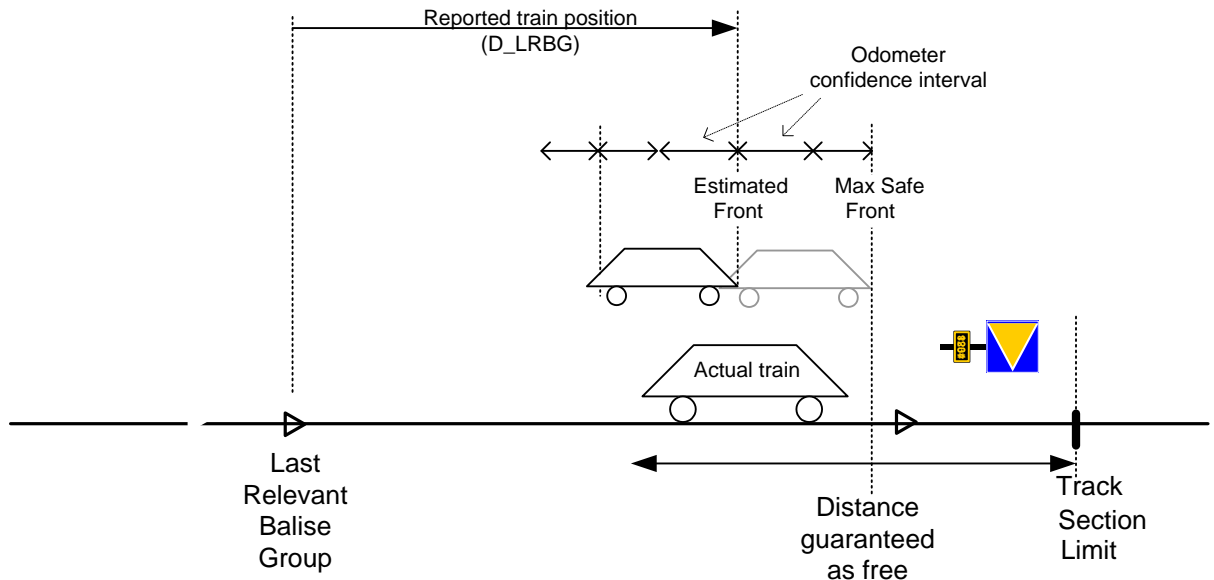 Reported train position
(D_LRBG)
Odometer
confidence interval
Estimated
Front
Max Safe
Front
Actual train
Last
Relevant
Balise
Group
Distance
guaranteed
as free
Track
Section
Limit